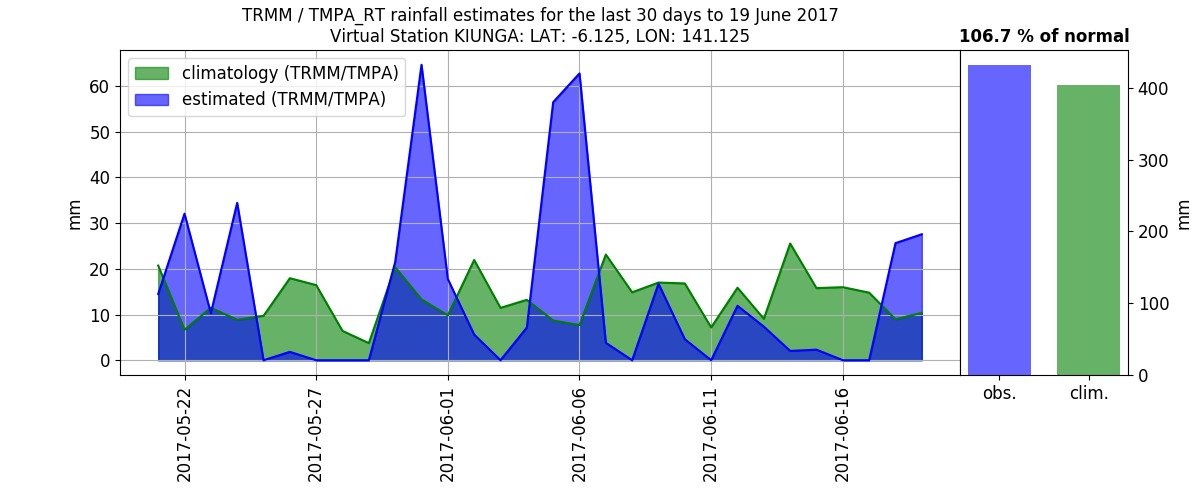 TRMM / TMPA_RT rainfall estimates for the last 30 days to 19 June 2017
Virtual Station KIUNGA: LAT: -6.125, LON: 141.125
106.7 % of normal
climatology (TRMM/TMPA)
estimated (TRMM/TMPA)
60
50
40
30
20
10
0
mm
2017-05-22
2017-05-27
2017-06-01
2017-06-06
2017-06-11
2017-06-16
400
300
200
100
0
mm
obs.
clim.